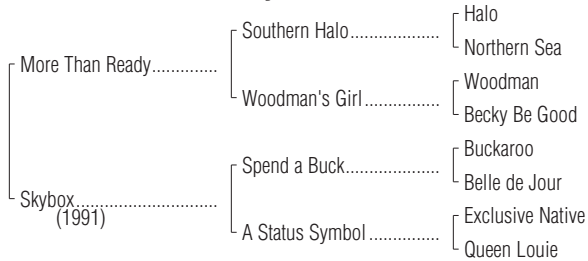 Halo
Southern Halo..................
Northern Sea
More Than Ready.............
Woodman
Woodman's Girl...............
Becky Be Good
Buckaroo
Spend a Buck...................
Belle de Jour
Skybox............................
(1991)
Exclusive Native
A Status Symbol..............
Queen Louie